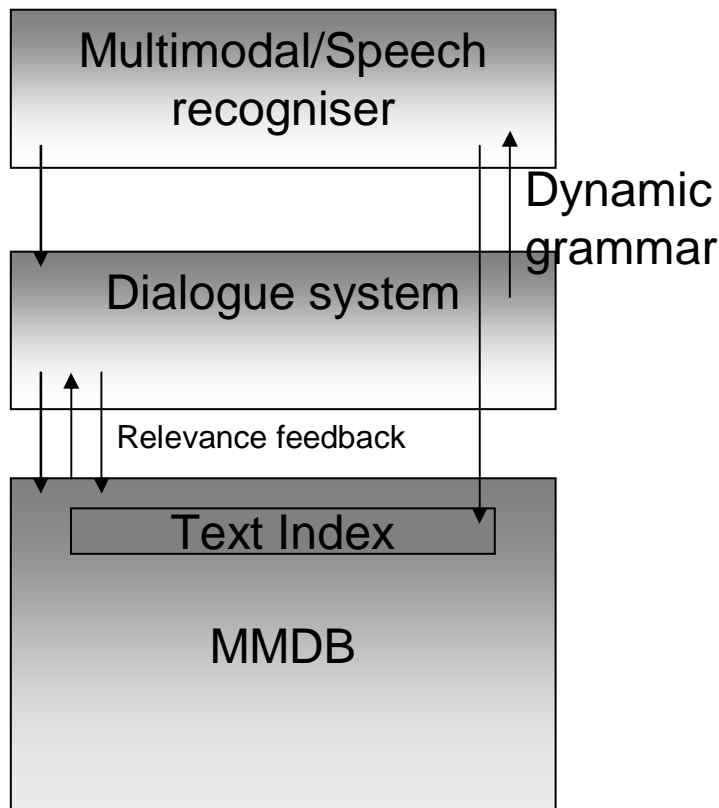 Multimodal/Speech
recogniser
Dynamic
grammar
Dialogue system
Relevance feedback
Text Index
MMDB